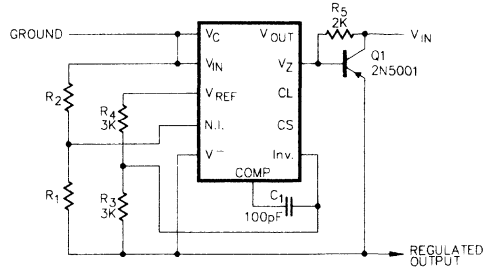 GROUND
V_C
V_OUT
R5
2K
V_IN
R2
V_IN
V_Z
Q1
2N5001
V_REF
CL
R4
3K
N.I.
CS
V⁻
Inv.
R1
R3
3K
COMP
C1
100pF
REGULATED
OUTPUT